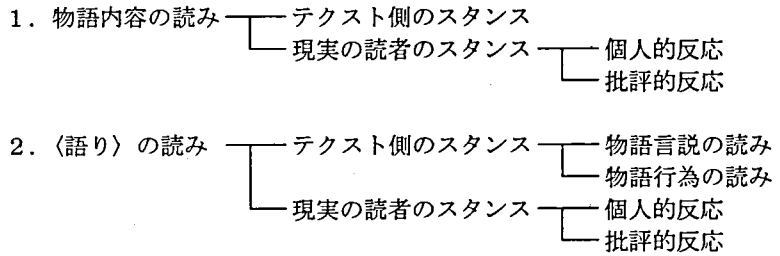 1．物語内容の読み テクスト側のスタンス
現実の読者のスタンス 個人的反応
批評的反応
2．〈語り〉の読み テクスト側のスタンス 物語言説の読み
物語行為の読み
現実の読者のスタンス 個人的反応
批評的反応